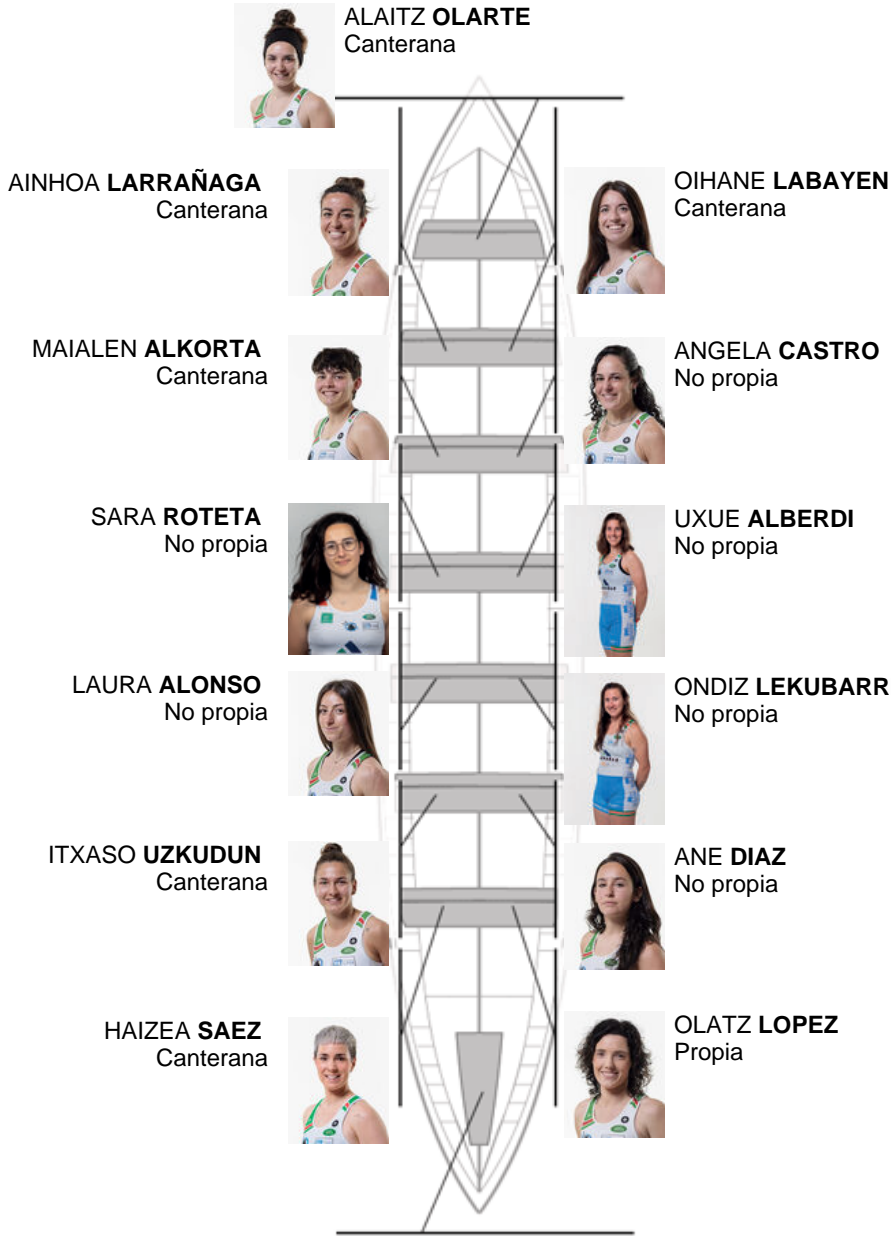 ALAITZ OLARTE
Canterana
AINHOA LARRAÑAGA
Canterana
OIHANE LABAYEN
Canterana
MAIALEN ALKORTA
Canterana
ANGELA CASTRO
No propia
SARA ROTETA
No propia
UXUE ALBERDI
No propia
LAURA ALONSO
No propia
ONDIZ LEKUBARR
No propia
ITXASO UZKUDUN
Canterana
ANE DIAZ
No propia
HAIZEA SAEZ
Canterana
OLATZ LOPEZ
Propia